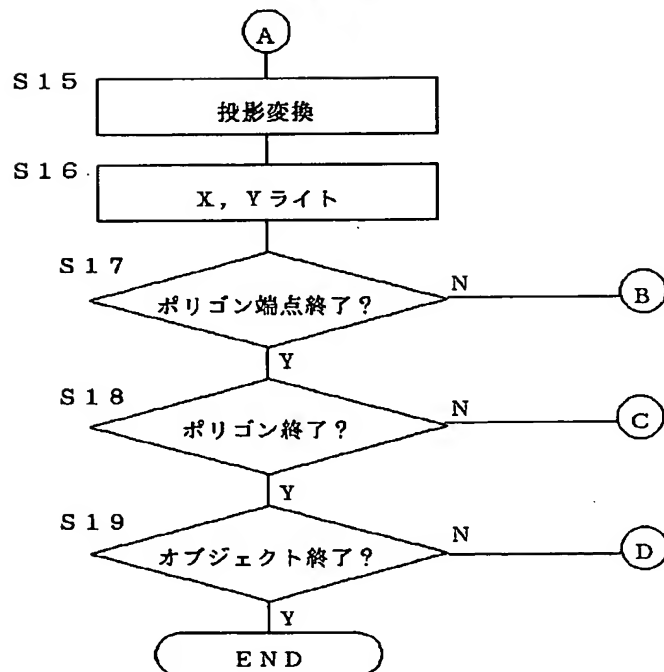 A
S15
投影変換
S16
X, Yライト
S17
ポリゴン端点終了?
N
B
Y
S18
ポリゴン終了?
N
C
Y
S19
オブジェクト終了?
N
D
Y
END